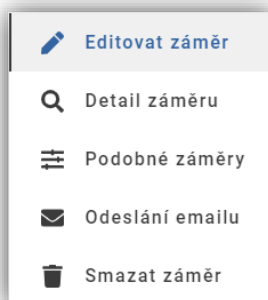 Editovat záměr
Detail záměru
Podobné záměry
Odeslání emailu
Smazat záměr